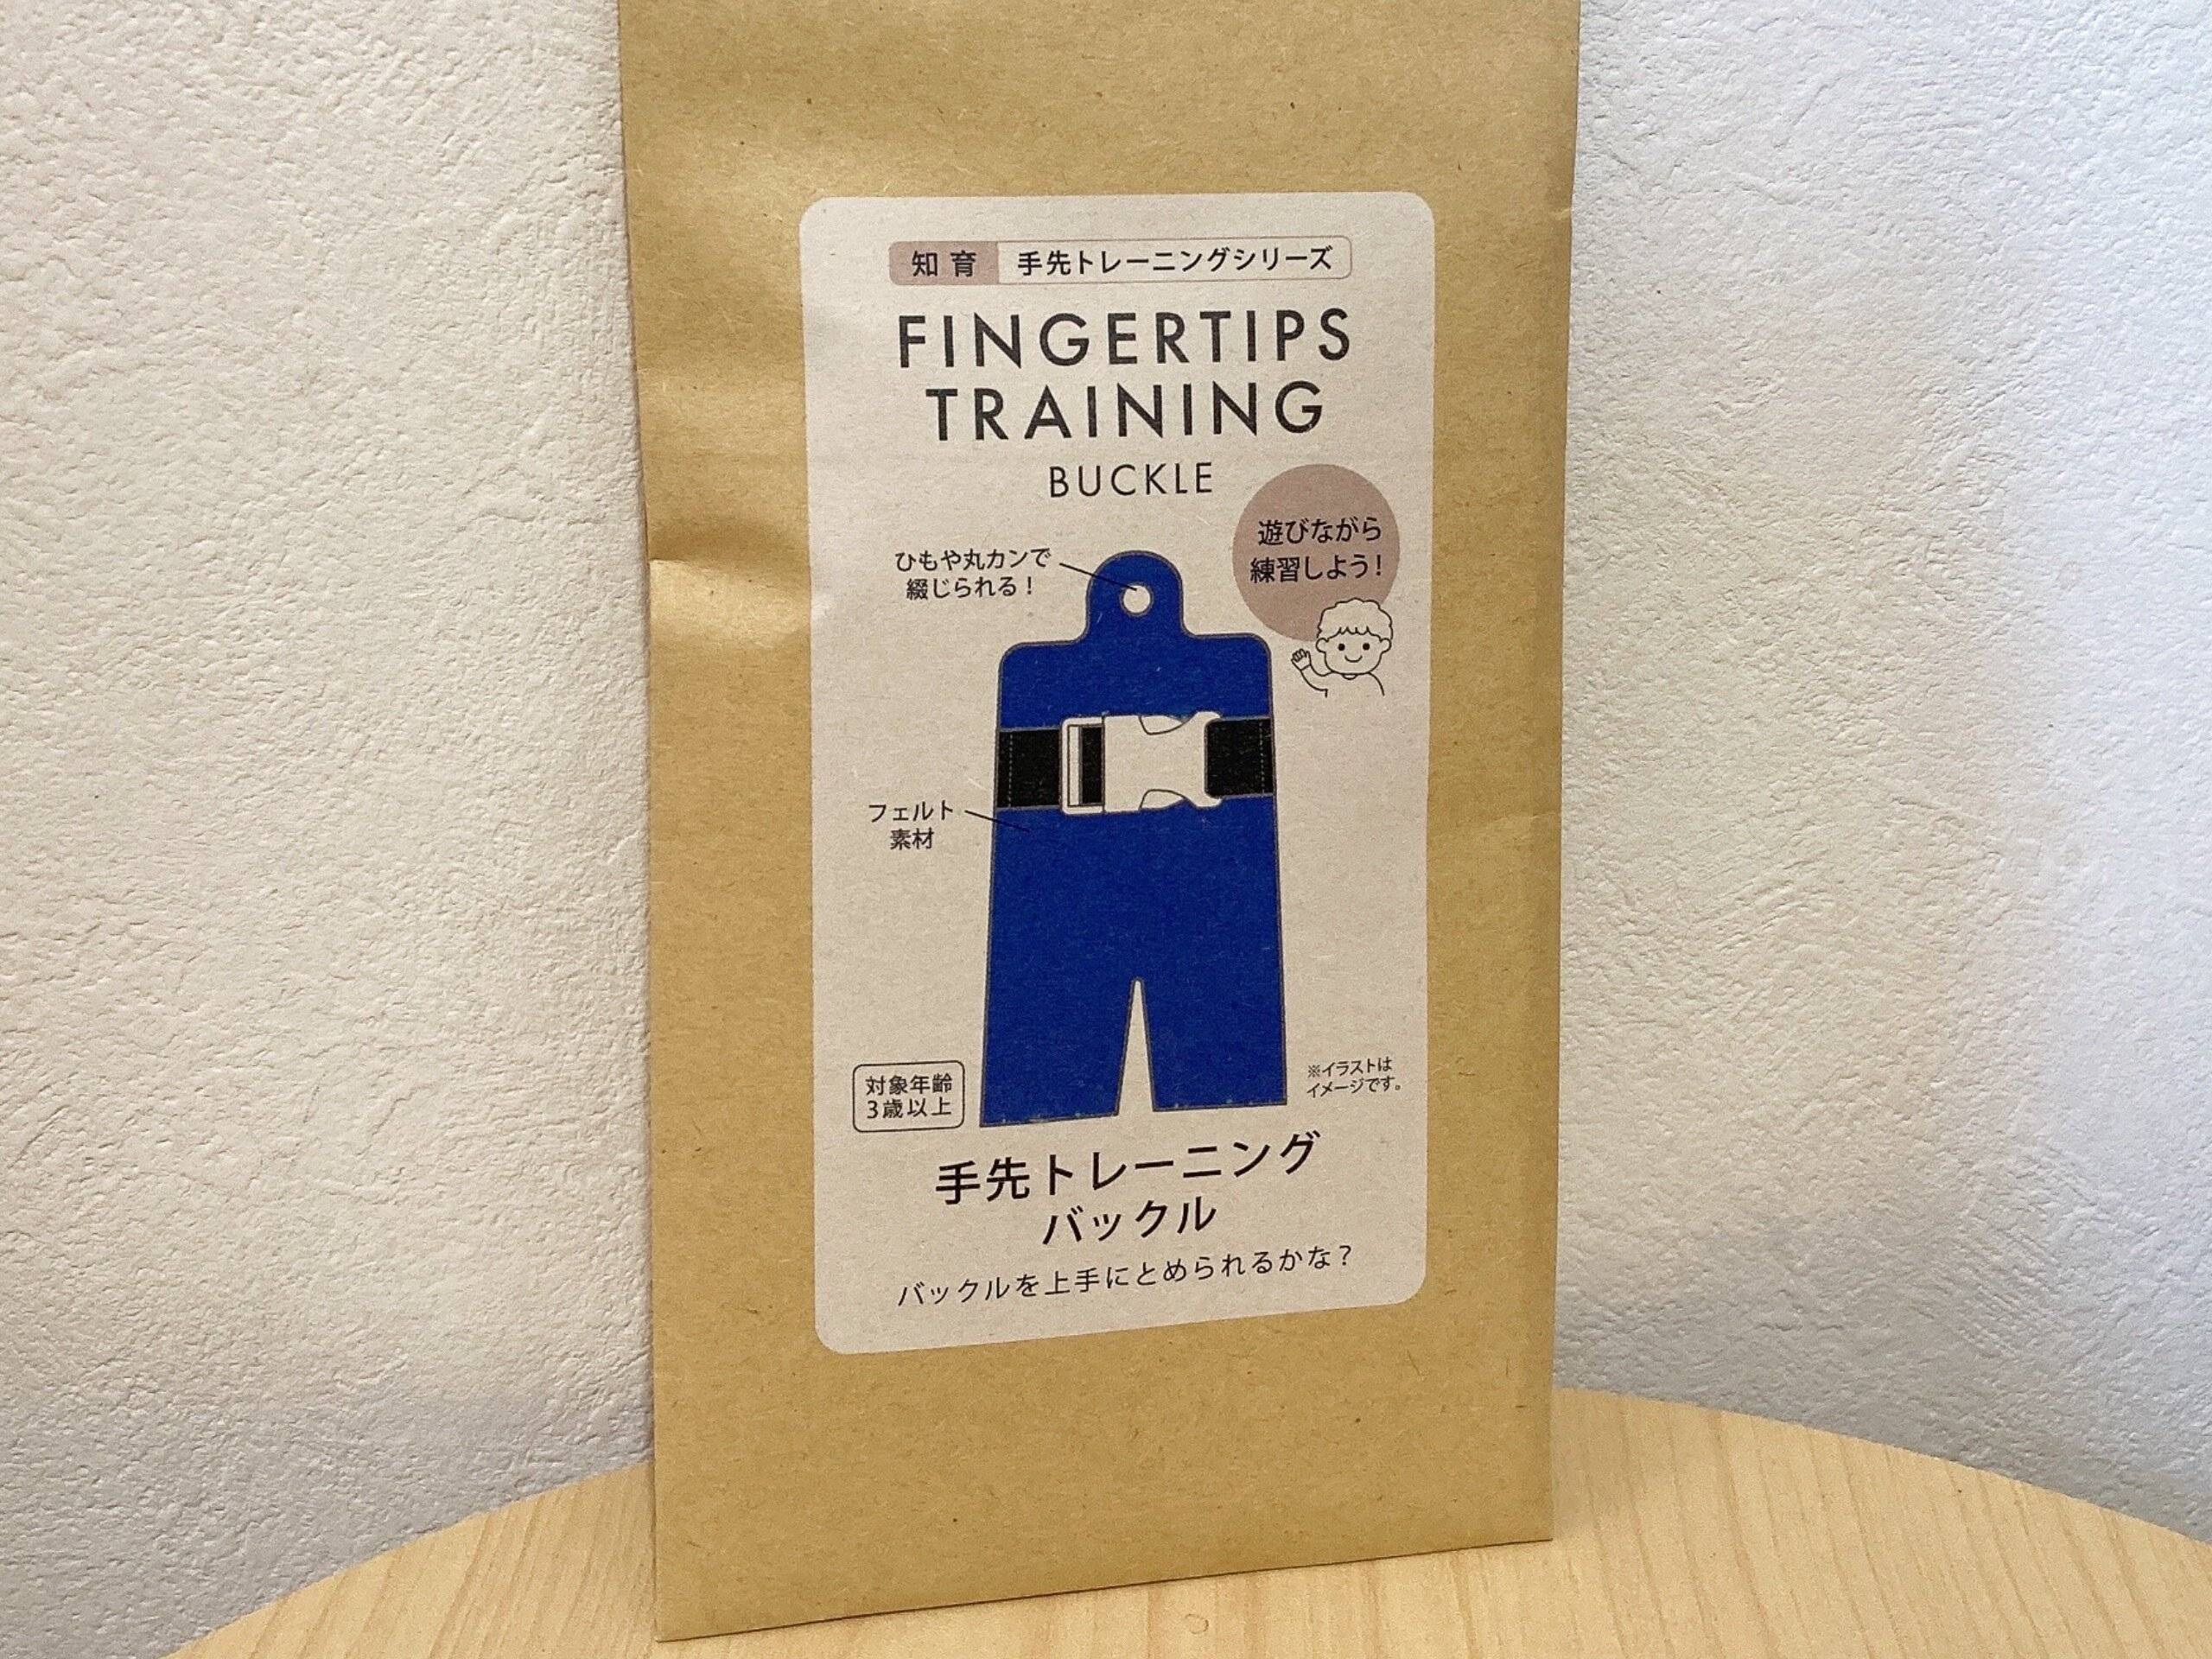 知育 手先トレーニングシリーズ
FINGERTIPS
TRAINING
BUCKLE
遊びながら
練習しよう!
ひもや丸カンで
綴じられる!
フェルト
素材
対象年齢
3歳以上
※イラストは
イメージです。
手先トレーニング
バックル
バックルを上手にとめられるかな?